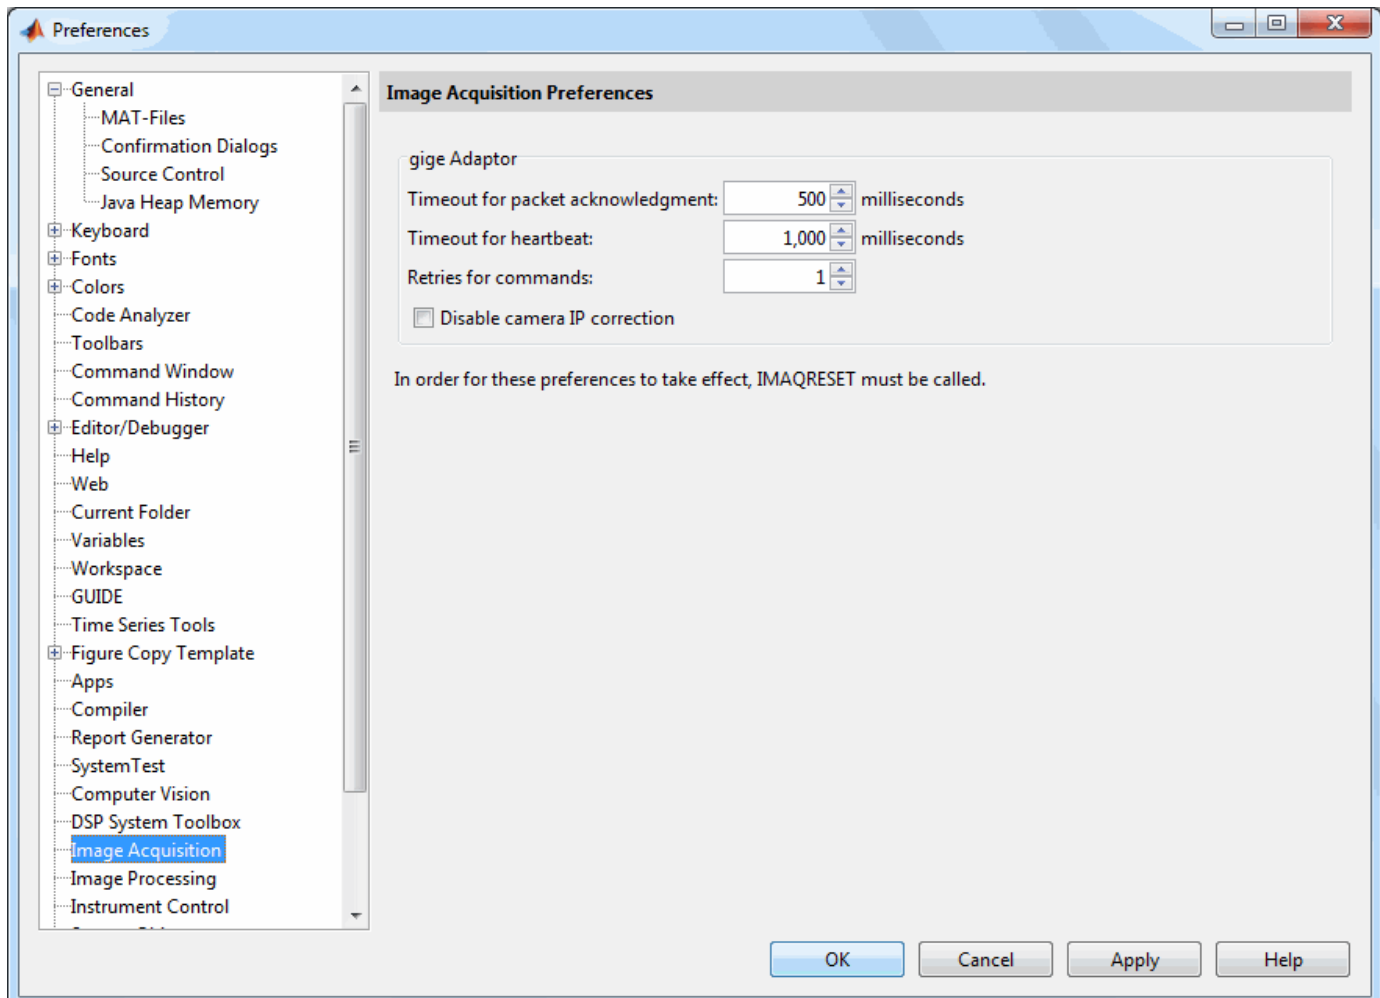 Preferences
General
MAT-Files
Confirmation Dialogs
Source Control
Java Heap Memory
Keyboard
Fonts
Colors
Code Analyzer
Toolbars
Command Window
Command History
Editor/Debugger
Help
Web
Current Folder
Variables
Workspace
GUIDE
Time Series Tools
Figure Copy Template
Apps
Compiler
Report Generator
SystemTest
Computer Vision
DSP System Toolbox
Image Acquisition
Image Processing
Instrument Control
Image Acquisition Preferences
gige Adaptor
Timeout for packet acknowledgment: 500 milliseconds
Timeout for heartbeat: 1,000 milliseconds
Retries for commands: 1
Disable camera IP correction
In order for these preferences to take effect, IMAQRESET must be called.
OK Cancel Apply Help